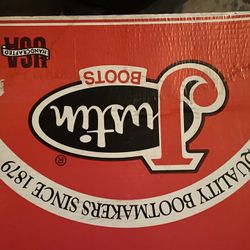 Justin
BOOTS
®
QUALITY BOOTMAKERS SINCE 1879
HANDCRAFTED
USA